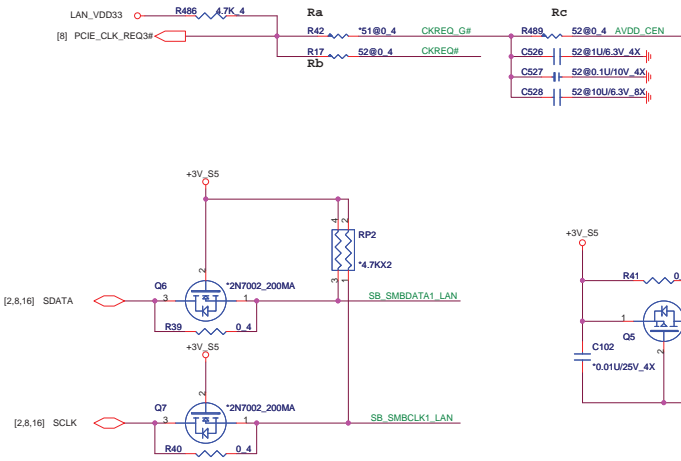 Ra Rc
LAN_VDD33 R486 4.7K_4
[8] PCIE_CLK_REQ3# R42 *51@0_4 CKREQ_G# R489 52@0_4 AVDD_CEN
R17 52@0_4 CKREQ# C526 52@1U/6.3V_4X
Rb
C527 52@0.1U/10V_4X
C528 52@10U/6.3V_8X
+3V_S5
4 2
RP2
*4.7KX2
3 1
+3V_S5
2
Q6 *2N7002_200MA
[2,8,16] SDATA 3 1 SB_SMBDATA1_LAN
R39 0_4
+3V_S5
2
Q7 *2N7002_200MA
[2,8,16] SCLK 3 1 SB_SMBCLK1_LAN
R40 0_4
R41 0
1
Q5
2
C102
*0.01U/25V_4X